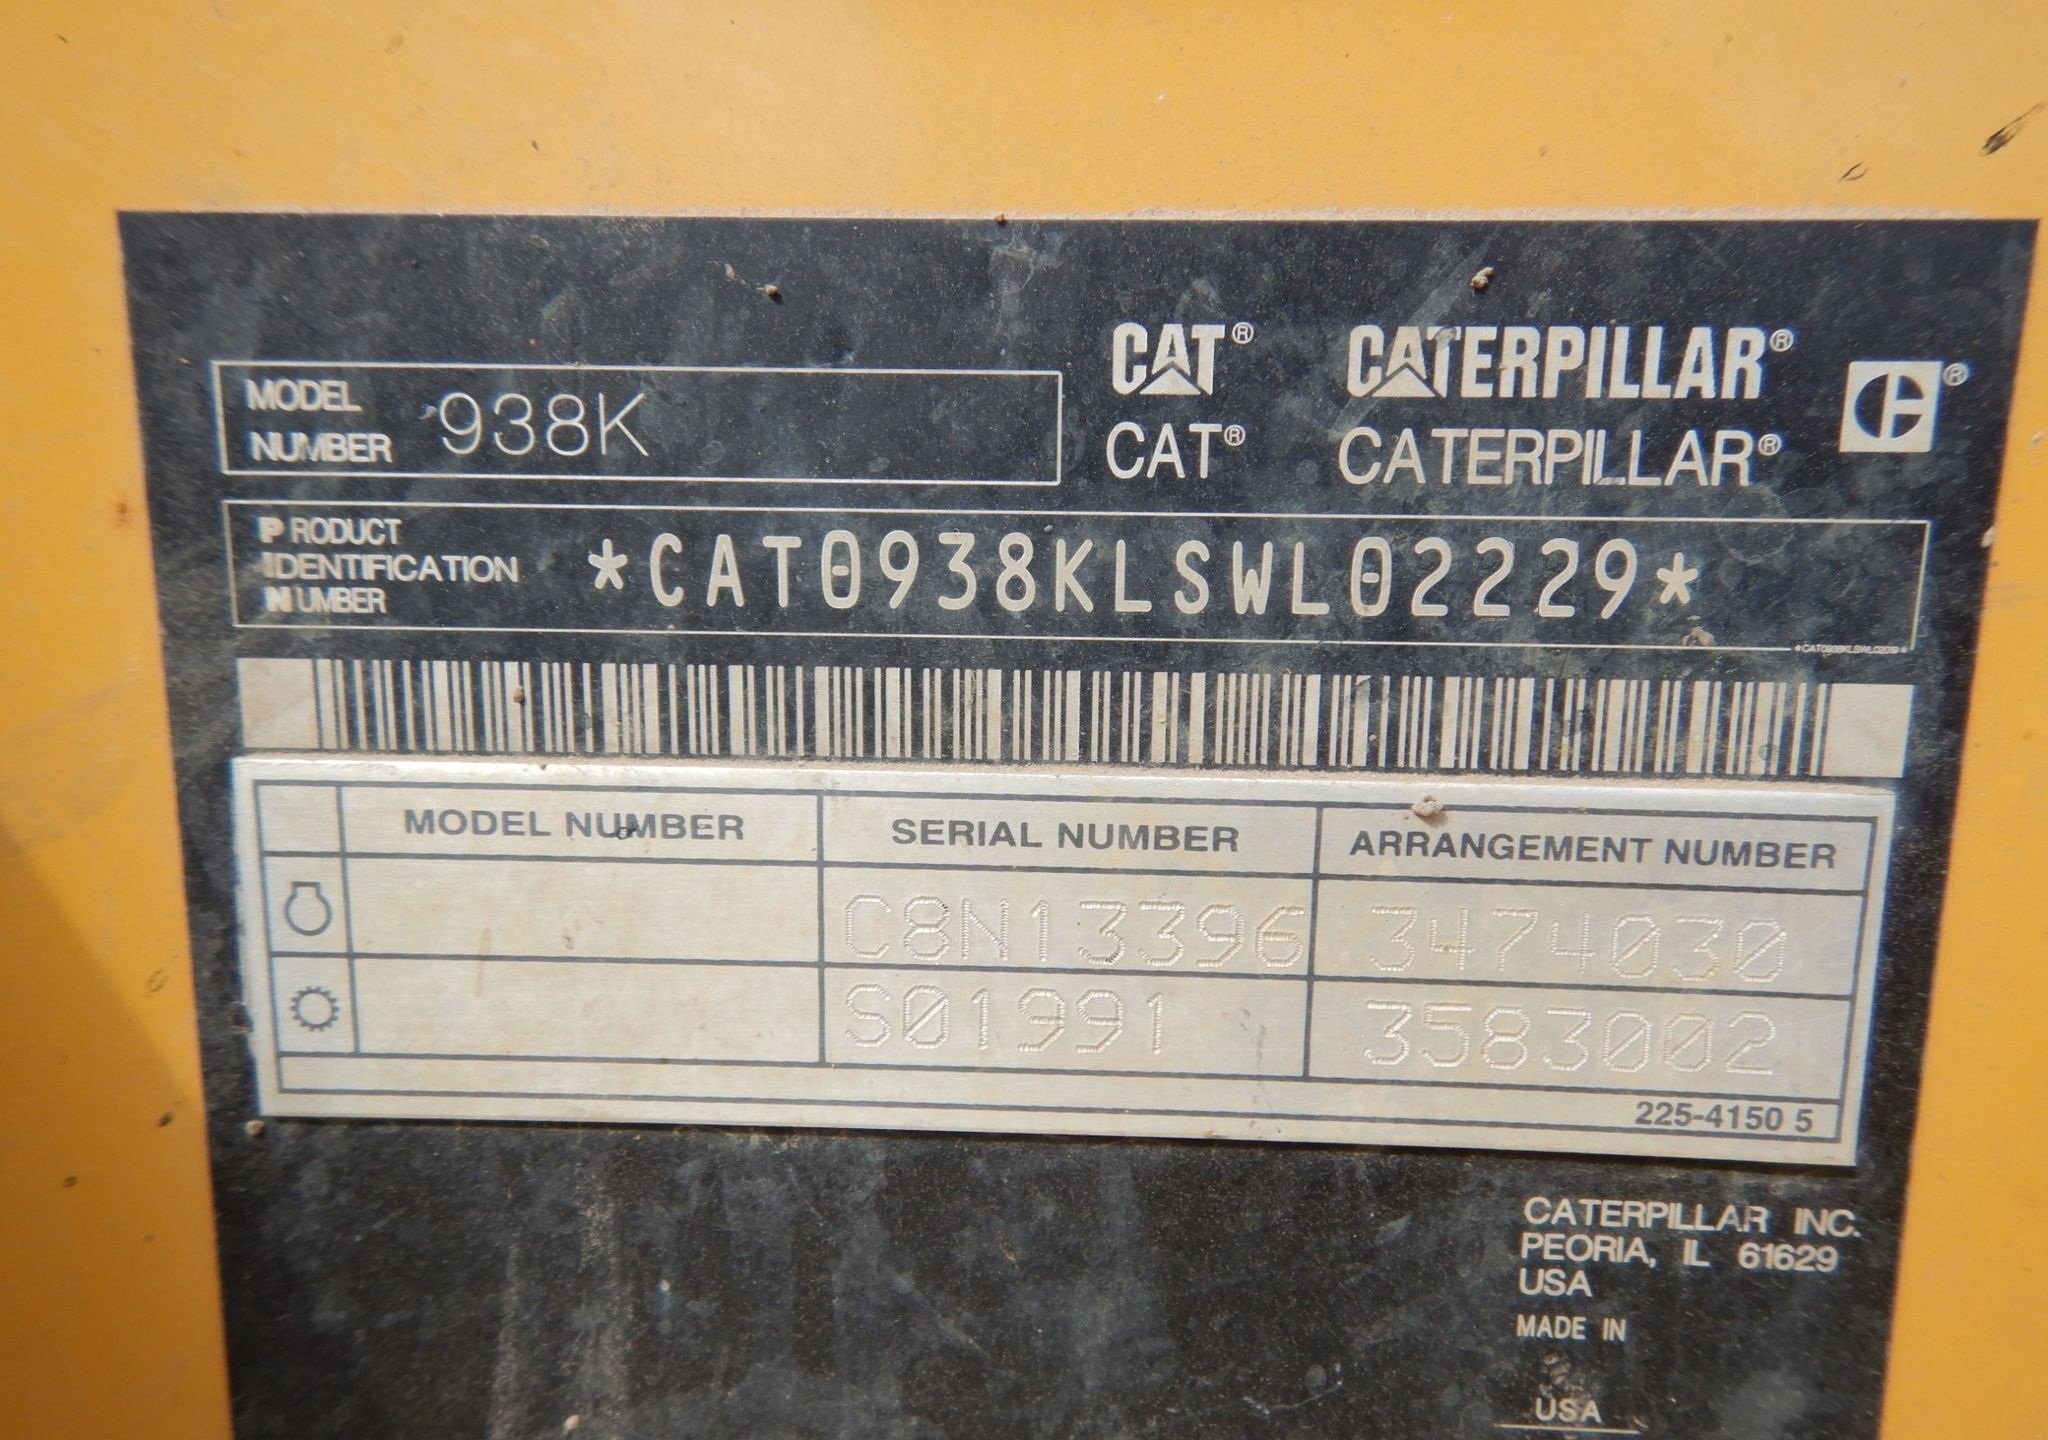 MODEL
NUMBER 938K
CAT® CATERPILLAR®
CAT® CATERPILLAR®
PRODUCT
IDENTIFICATION
NUMBER
*CAT0938KLSWL02229*
MODEL NUMBER SERIAL NUMBER ARRANGEMENT NUMBER
C8N13396 3474030
S01991 3583002
225-4150 5
CATERPILLAR INC.
PEORIA, IL 61629
USA
MADE IN
USA